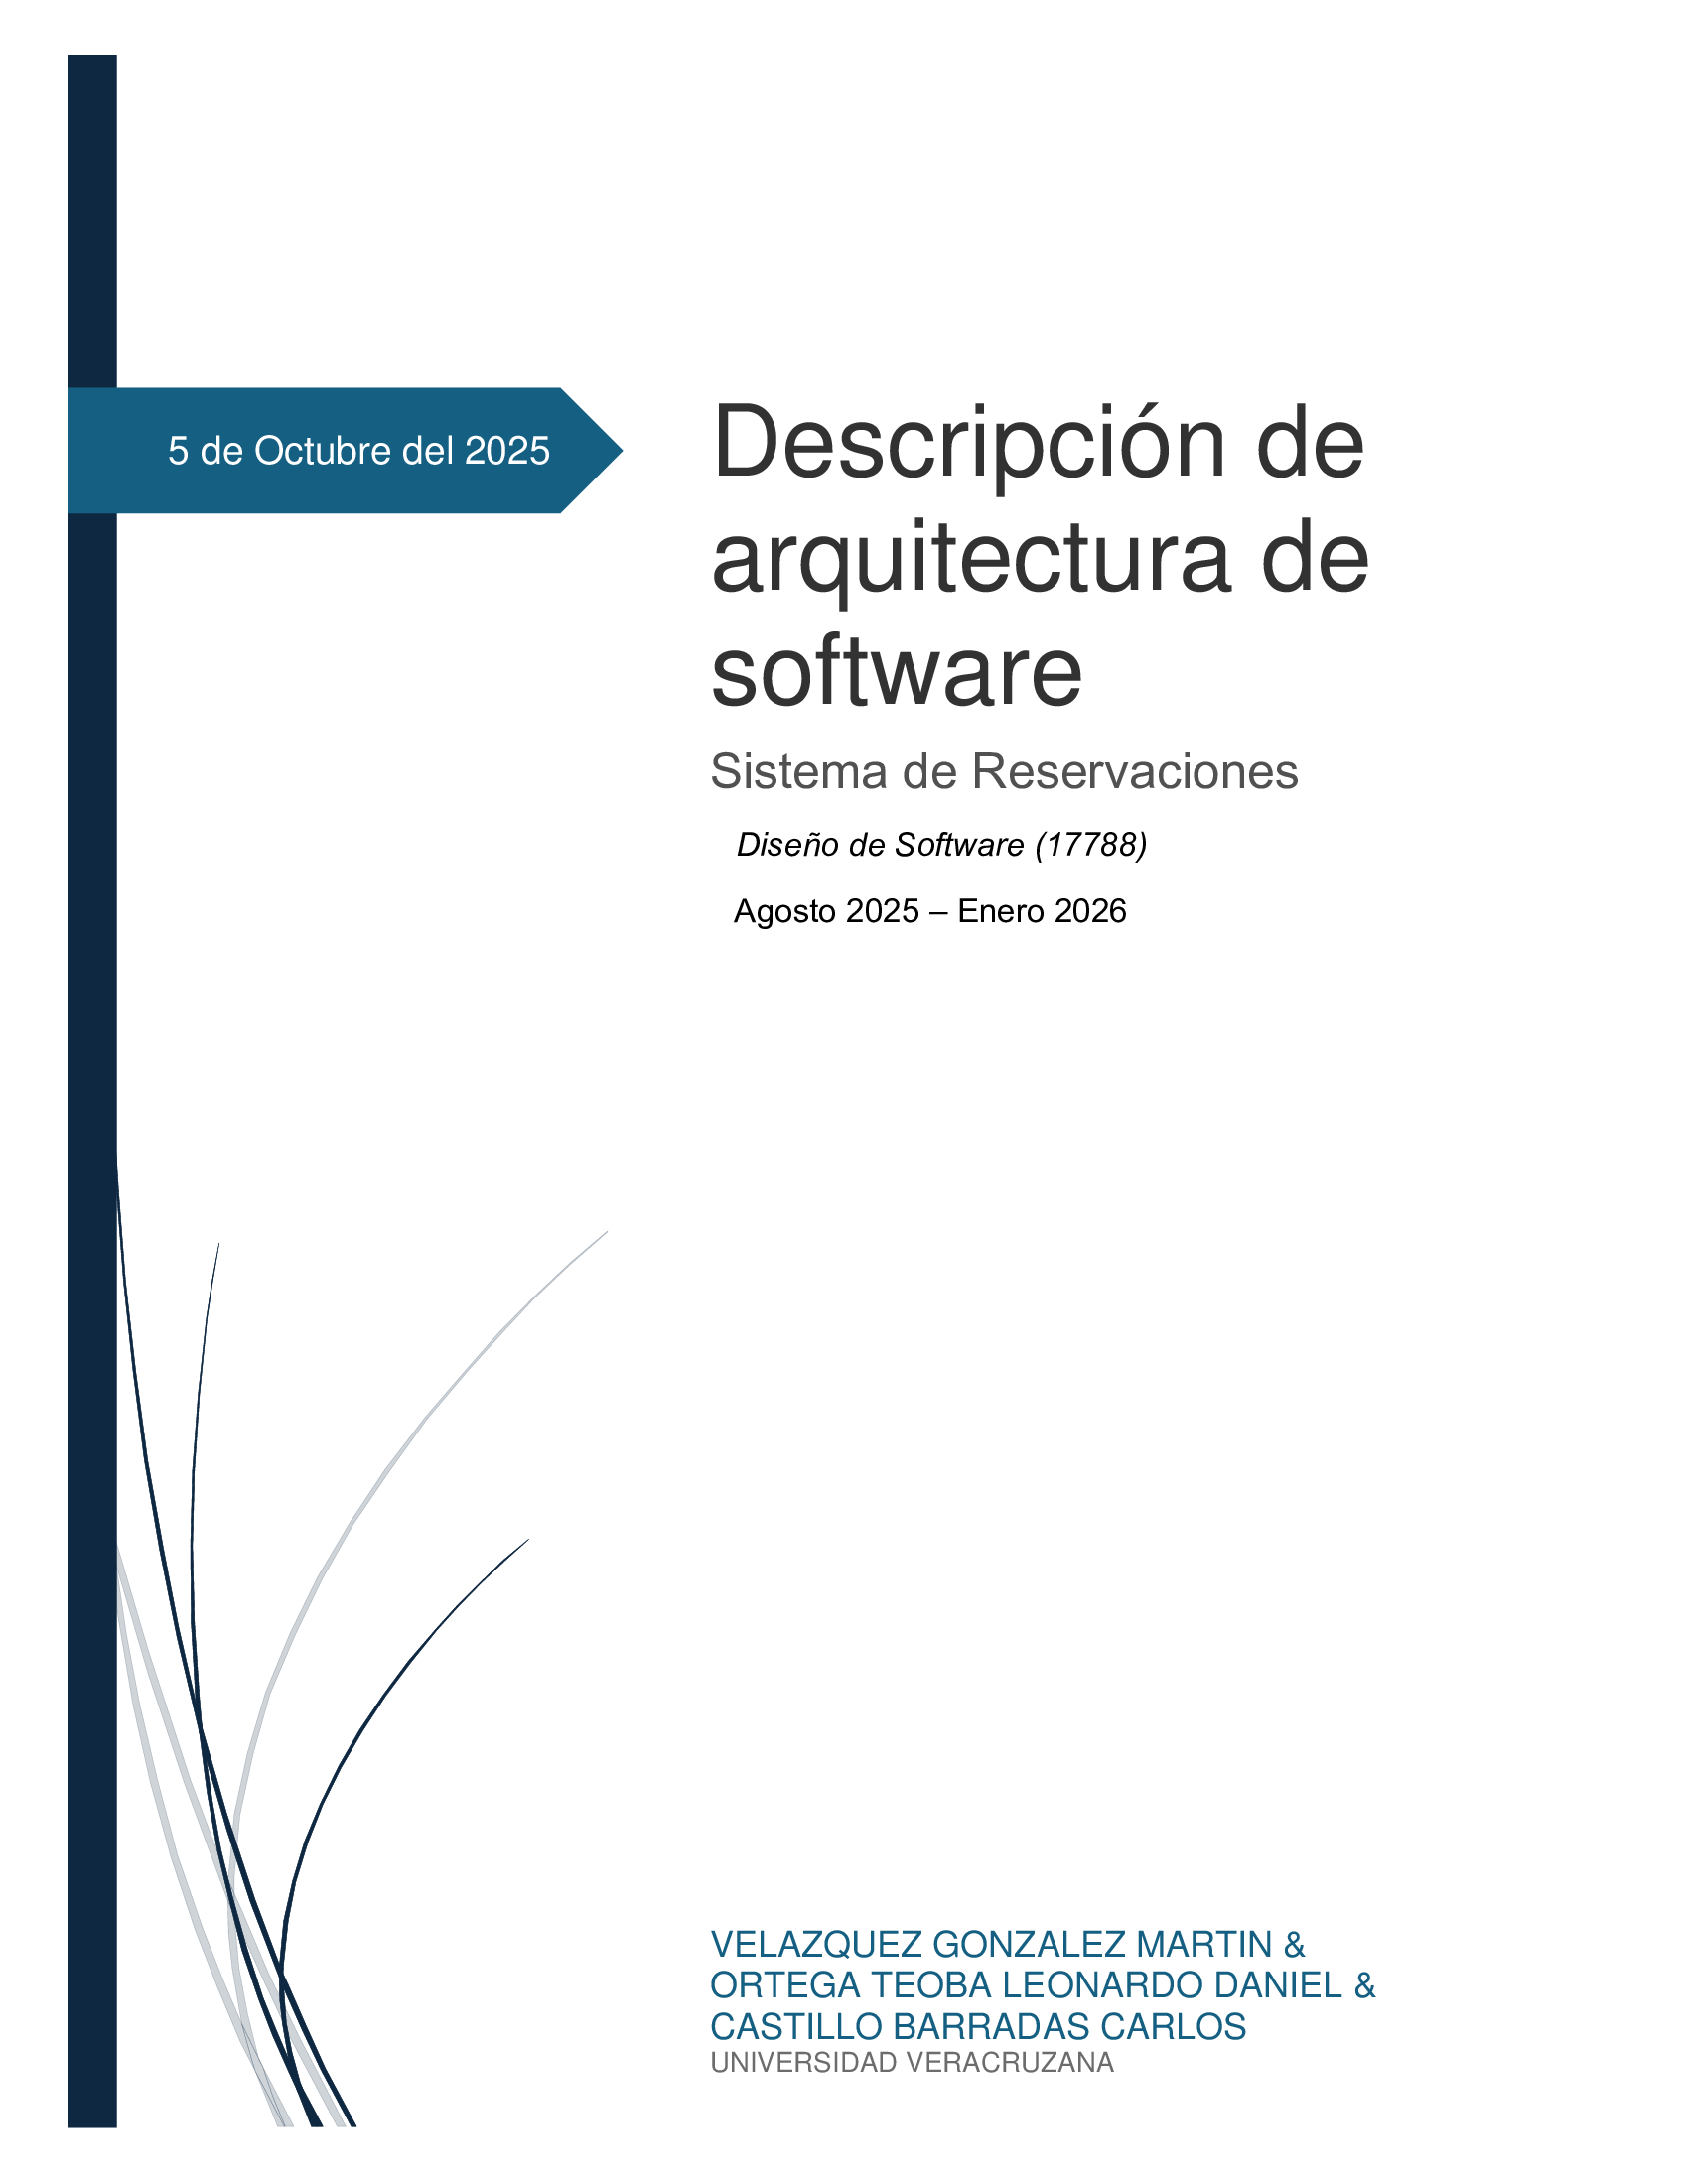 5 de Octubre del 2025
Descripción de
arquitectura de
software
Sistema de Reservaciones
Diseño de Software (17788)
Agosto 2025 – Enero 2026
VELAZQUEZ GONZALEZ MARTIN &
ORTEGA TEOBA LEONARDO DANIEL &
CASTILLO BARRADAS CARLOS
UNIVERSIDAD VERACRUZANA